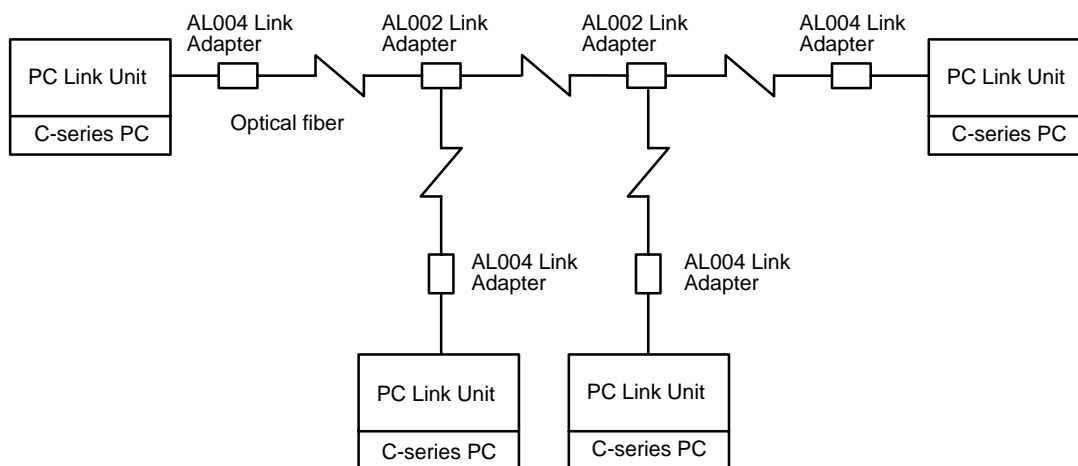 AL004 Link
Adapter
AL002 Link
Adapter
AL002 Link
Adapter
AL004 Link
Adapter
PC Link Unit
C-series PC
Optical fiber
PC Link Unit
C-series PC
AL004 Link
Adapter
AL004 Link
Adapter
PC Link Unit
C-series PC
PC Link Unit
C-series PC